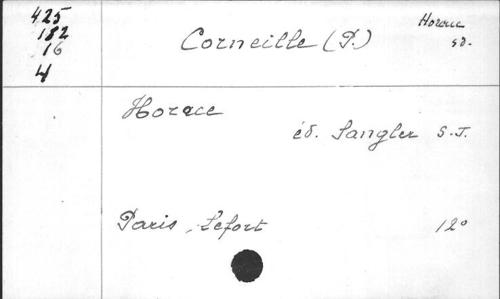 425
182
16
4
Corneille (P.)
Horace
sd.
Horace
éd. Sangler S.J.
Paris, Lefort
12°